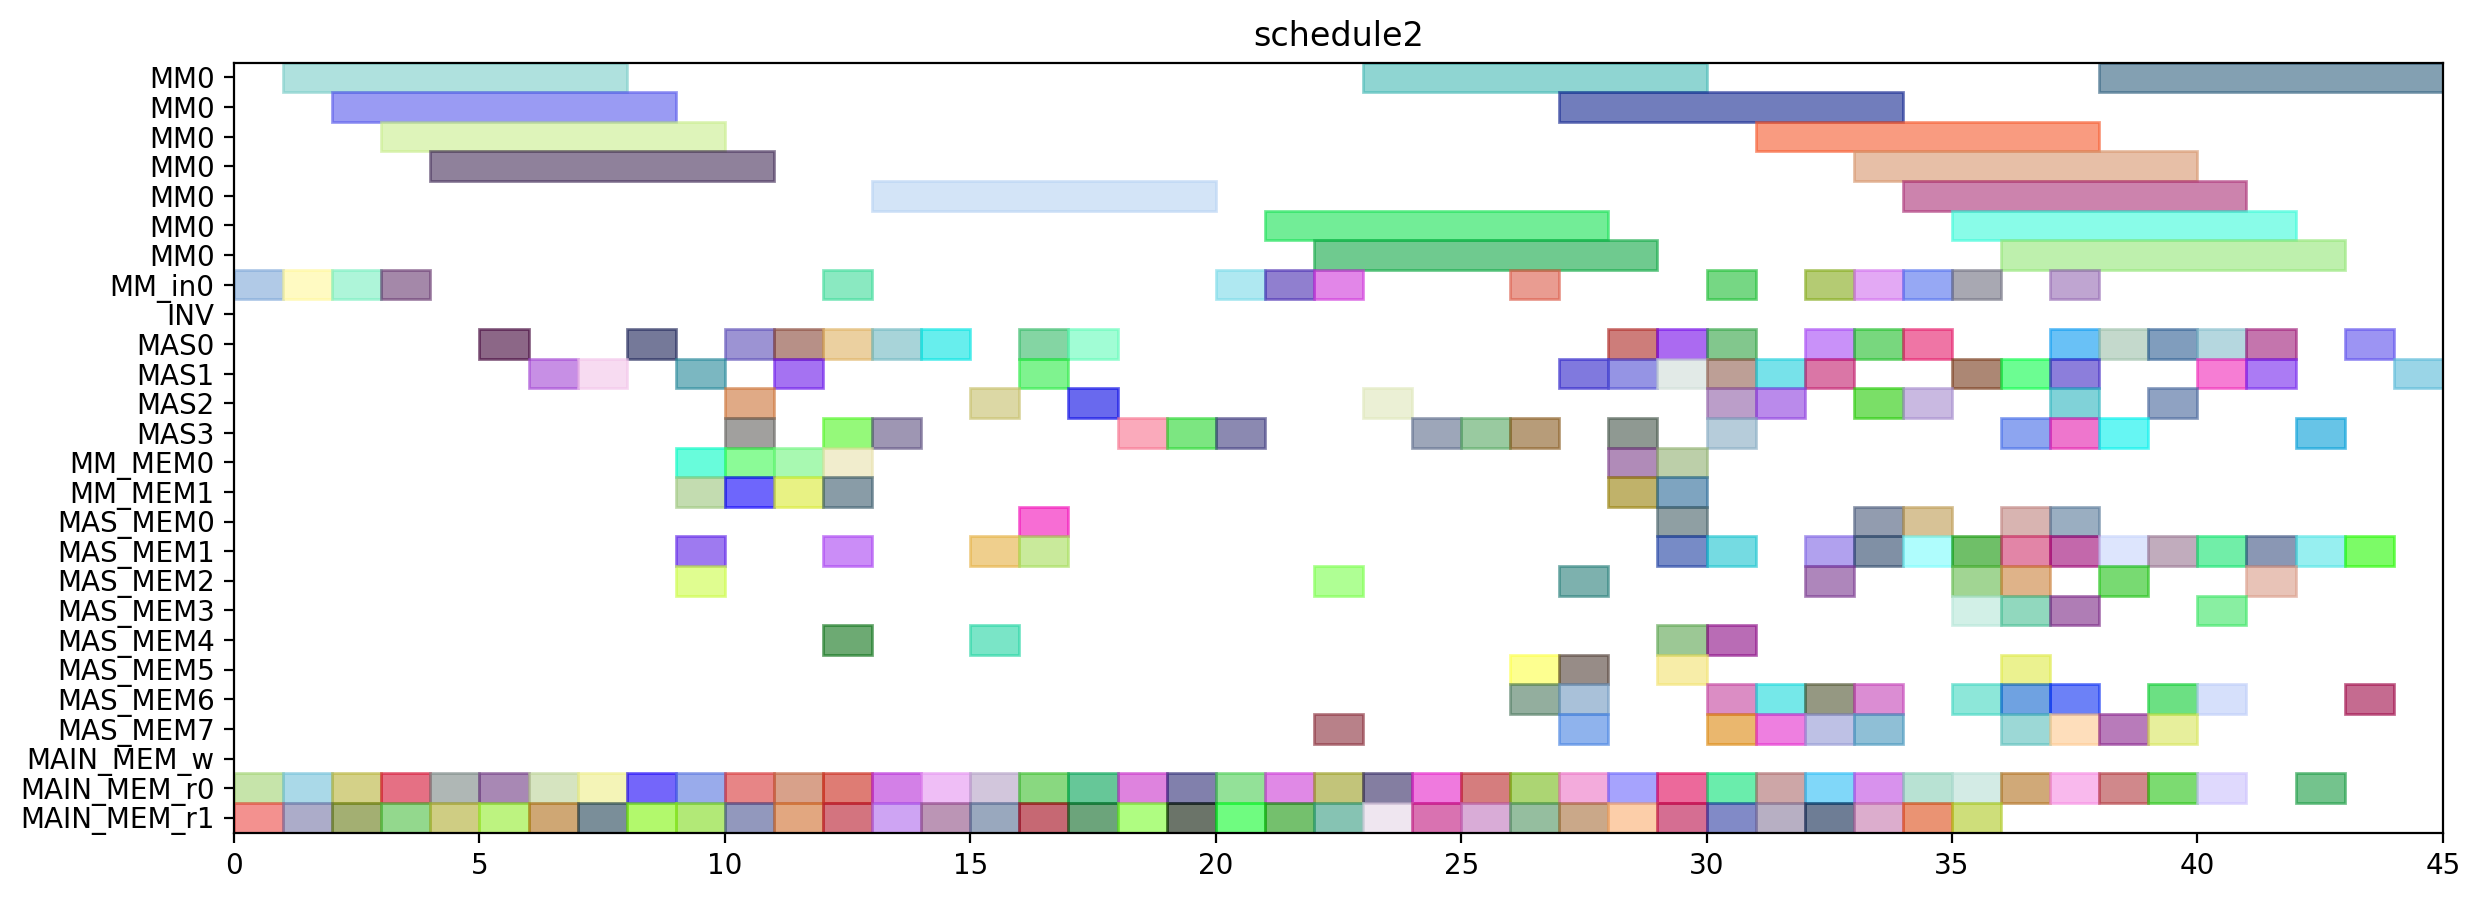 schedule2
MM0
MM0
MM0
MM0
MM0
MM0
MM0
MM_in0
INV
MAS0
MAS1
MAS2
MAS3
MM_MEM0
MM_MEM1
MAS_MEM0
MAS_MEM1
MAS_MEM2
MAS_MEM3
MAS_MEM4
MAS_MEM5
MAS_MEM6
MAS_MEM7
MAIN_MEM_w
MAIN_MEM_r0
MAIN_MEM_r1
0 5 10 15 20 25 30 35 40 45